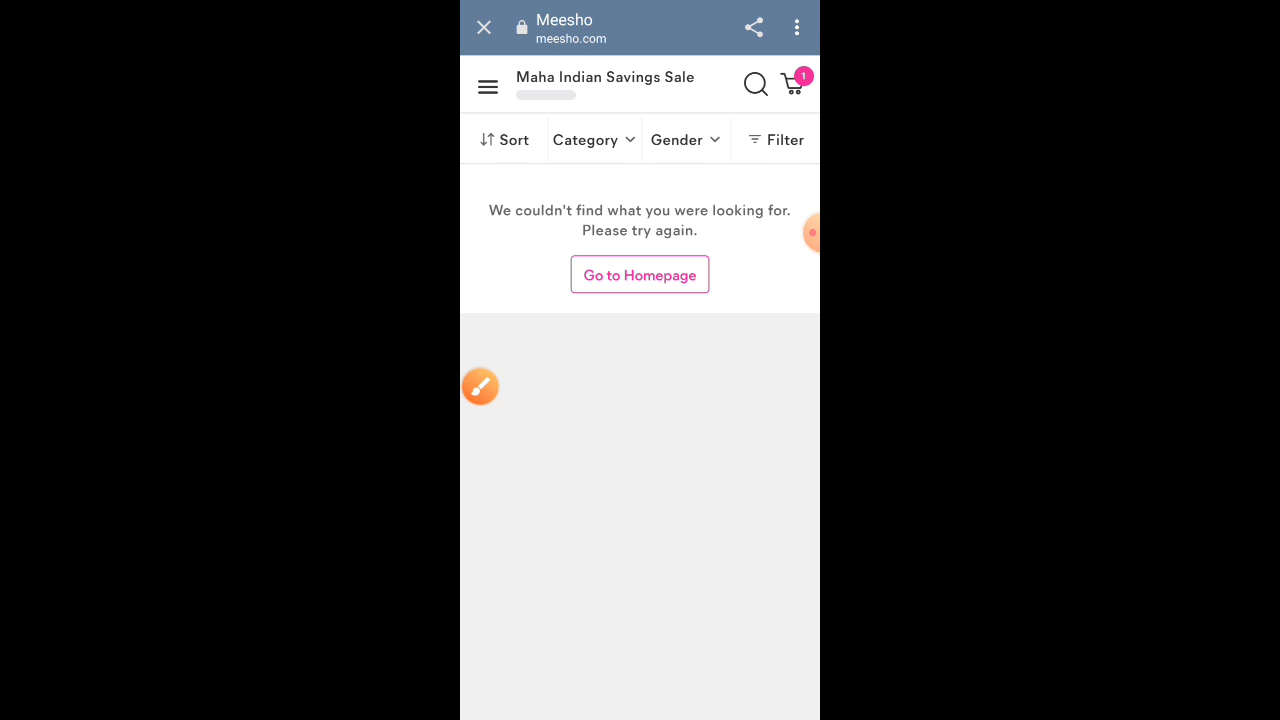 Meesho
meesho.com
Maha Indian Savings Sale
1
Sort
Category
Gender
Filter
We couldn't find what you were looking for.
Please try again.
Go to Homepage